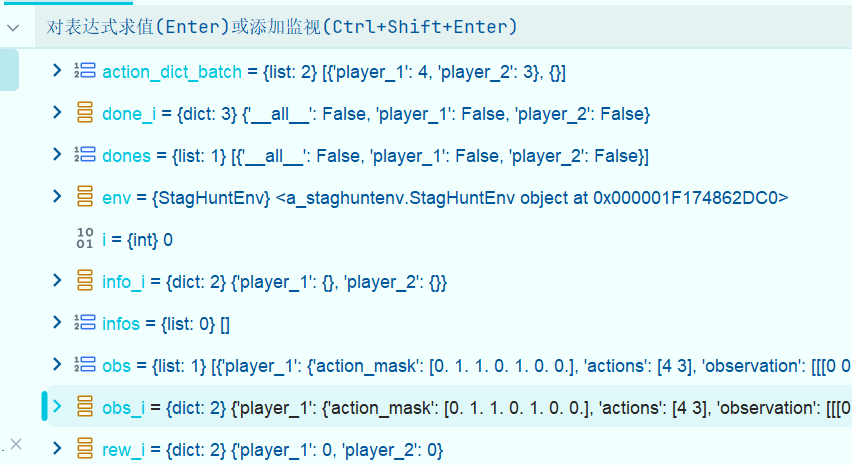 对表达式求值(Enter)或添加监视(Ctrl+Shift+Enter)
action_dict_batch = {list: 2} [{'player_1': 4, 'player_2': 3}, {}]
done_i = {dict: 3} {'__all__': False, 'player_1': False, 'player_2': False}
dones = {list: 1} [{'__all__': False, 'player_1': False, 'player_2': False}]
env = {StagHuntEnv} <a_staghuntenv.StagHuntEnv object at 0x000001F174862DC0>
i = {int} 0
info_i = {dict: 2} {'player_1': {}, 'player_2': {}}
infos = {list: 0} []
obs = {list: 1} [{'player_1': {'action_mask': [0. 1. 1. 0. 1. 0. 0.], 'actions': [4 3], 'observation': [[[0 0
obs_i = {dict: 2} {'player_1': {'action_mask': [0. 1. 1. 0. 1. 0. 0.], 'actions': [4 3], 'observation': [[[0
rew_i = {dict: 2} {'player_1': 0, 'player_2': 0}